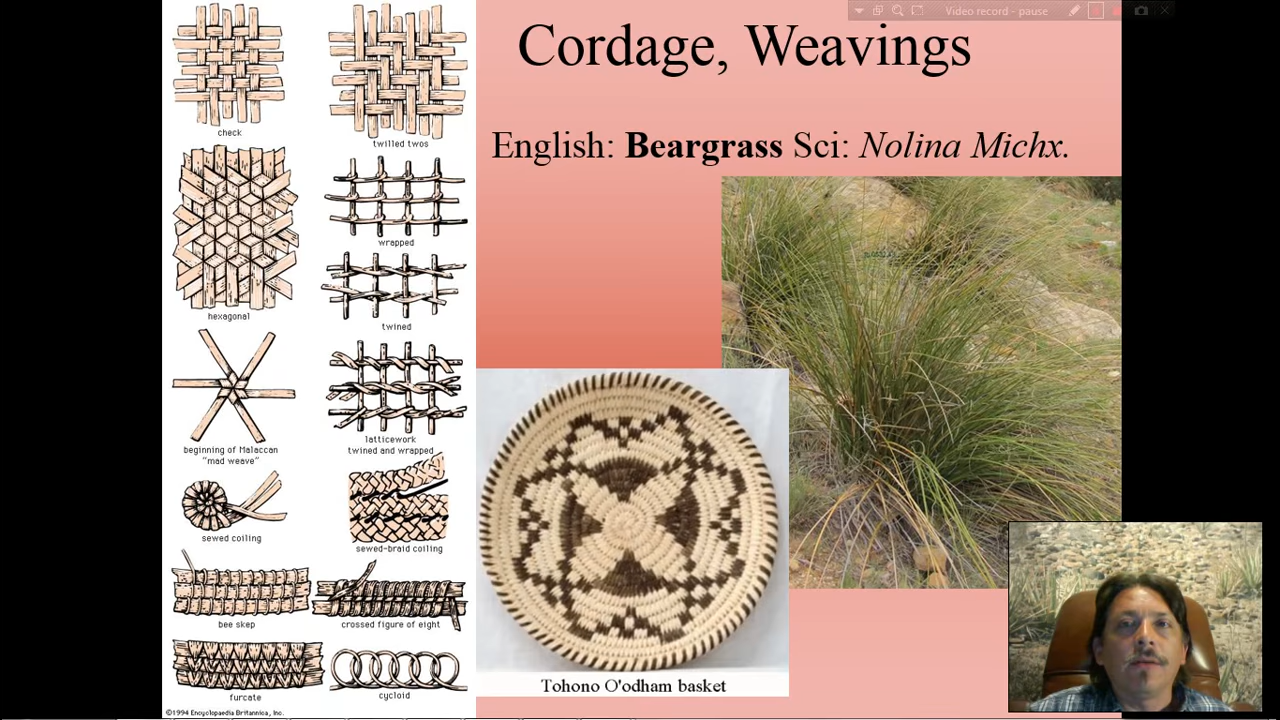 Video record - pause
Cordage, Weavings
English: Beargrass Sci: Nolina Michx.
check
twilled twos
hexagonal
wrapped
twined
beginning of Malaccan
"mad weave"
latticework
twined and wrapped
sewed coiling
sewed-braid coiling
bee skep
crossed figure of eight
furcate
cycloid
©1994 Encyclopaedia Britannica, Inc.
Tohono O'odham basket